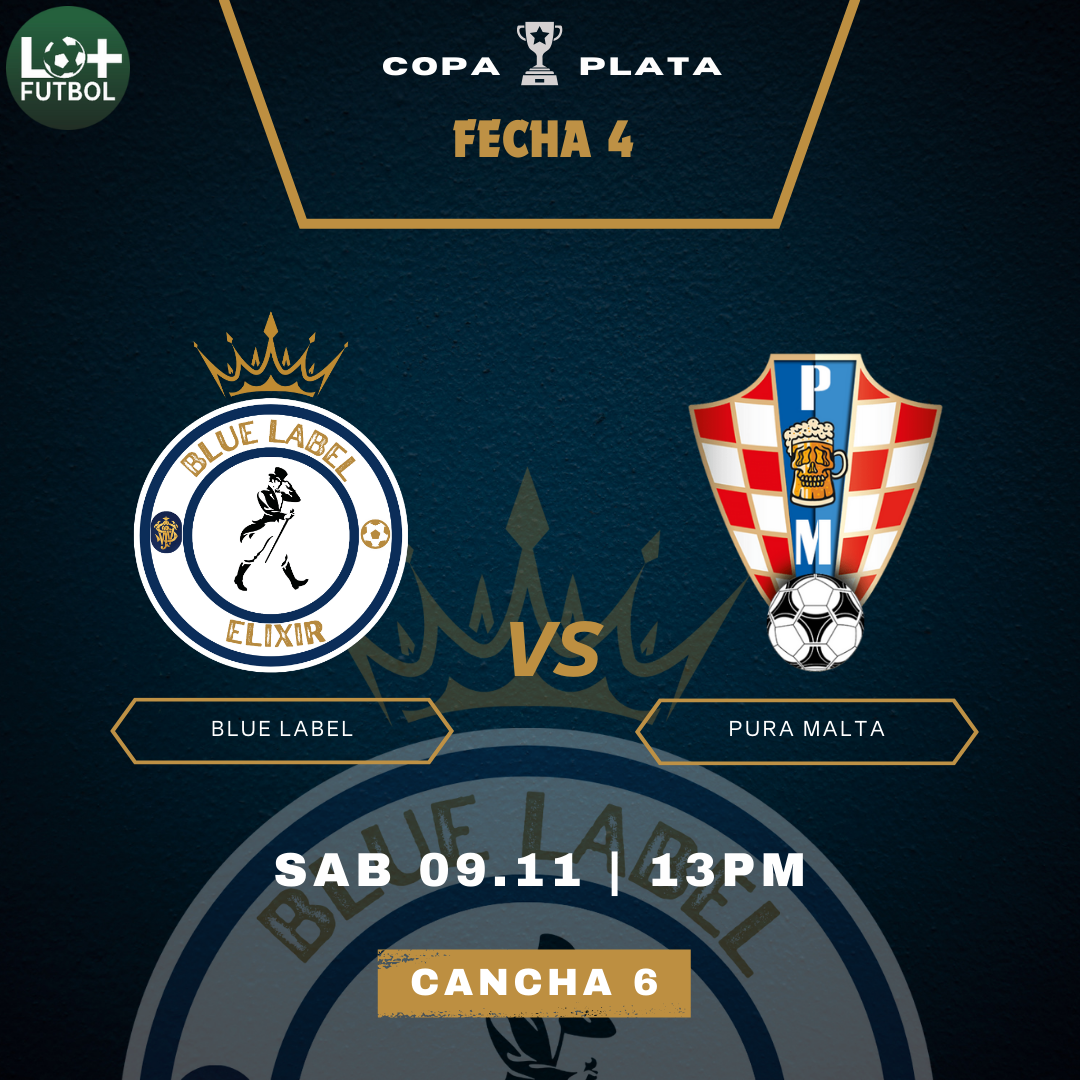 LO+
FUTBOL
COPA PLATA
FECHA 4
BLUE LABEL
ELIXIR
P
M
VS
BLUE LABEL
PURA MALTA
BLUE LABEL
SAB 09.11 | 13PM
CANCHA 6